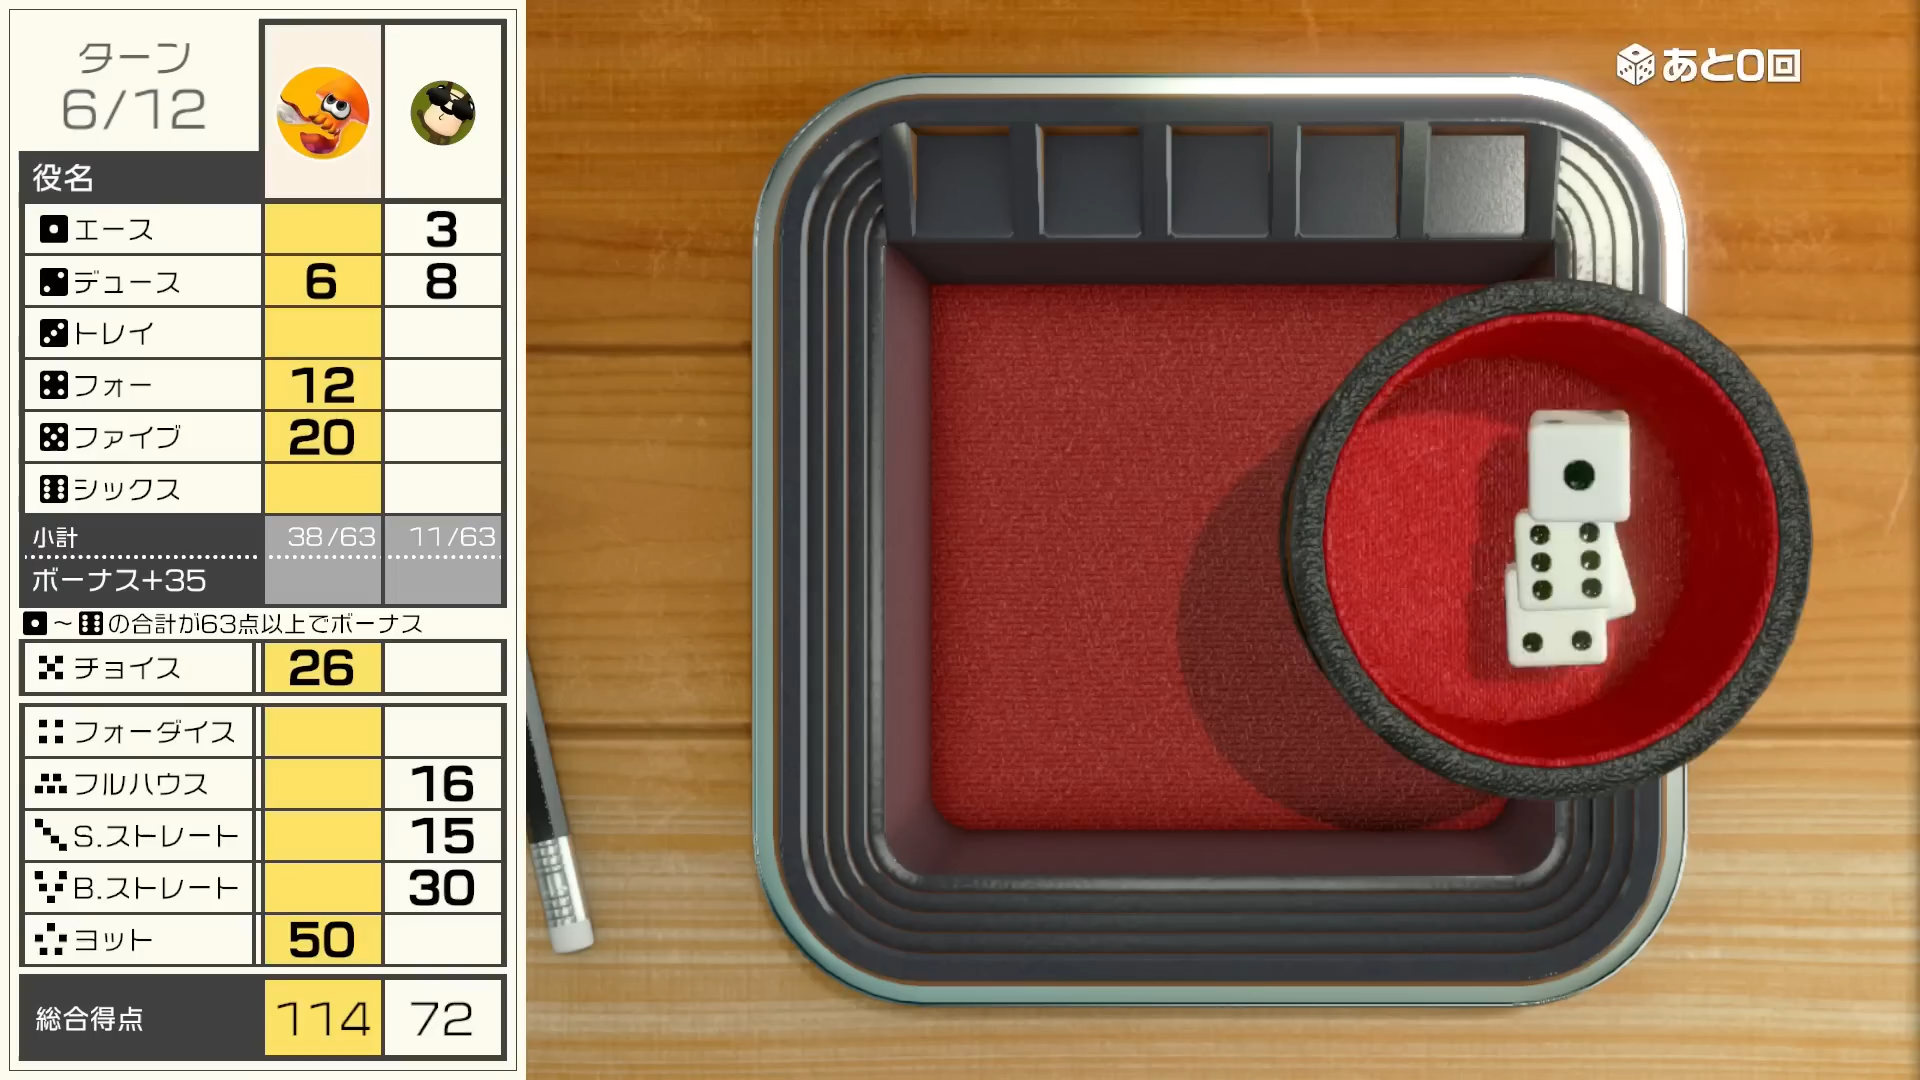 ターン
6/12
あと0回
役名
エース 3
デュース 6 8
トレイ
フォー 12
ファイブ 20
シックス
小計 38/63 11/63
ボーナス+35
～の合計が63点以上でボーナス
チョイス 26
フォーダイス
フルハウス 16
S.ストレート 15
B.ストレート 30
ヨット 50
総合得点 114 72